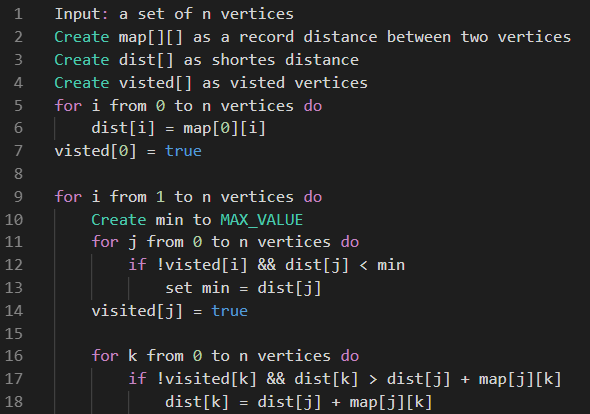 1 Input: a set of n vertices
2 Create map[][] as a record distance between two vertices
3 Create dist[] as shortes distance
4 Create visted[] as visted vertices
5 for i from 0 to n vertices do
6 dist[i] = map[0][i]
7 visted[0] = true
8
9 for i from 1 to n vertices do
10 Create min to MAX_VALUE
11 for j from 0 to n vertices do
12 if !visted[i] && dist[j] < min
13 set min = dist[j]
14 visited[j] = true
15
16 for k from 0 to n vertices do
17 if !visited[k] && dist[k] > dist[j] + map[j][k]
18 dist[k] = dist[j] + map[j][k]